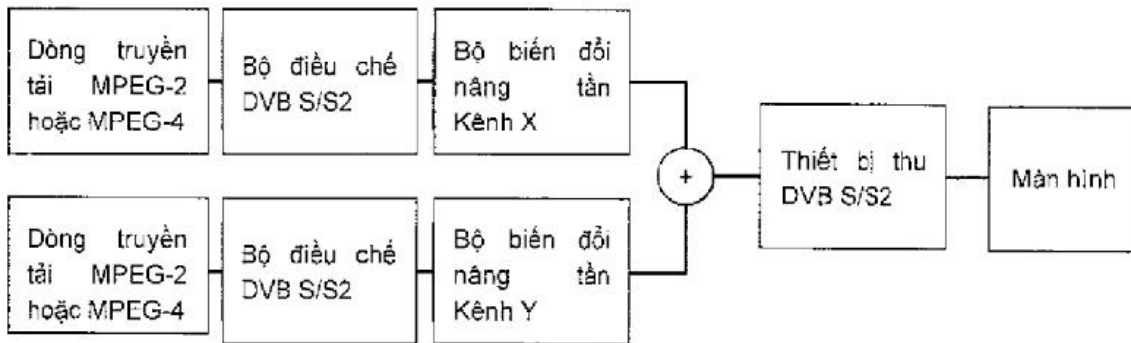 Dòng truyền
tải MPEG-2
hoặc MPEG-4
Bộ điều chế
DVB S/S2
Bộ biến đổi
nâng tần
Kênh X
Dòng truyền
tải MPEG-2
hoặc MPEG-4
Bộ điều chế
DVB S/S2
Bộ biến đổi
nâng tần
Kênh Y
+
Thiết bị thu
DVB S/S2
Màn hình